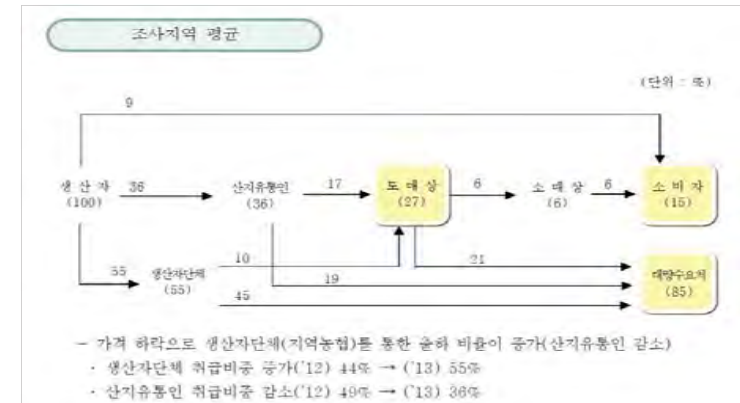 조사지역 평균
(단위 : %)
9
생 산 자 36 산지유통인 17 도 매 상 6 소 매 상 6 소 비 자
(100) (36) (27) (6) (15)
55 생산자단체 10 21 대량수요처
(55) 19 (85)
45
- 가격 하락으로 생산자단체(지역농협)를 통한 출하 비율이 증가(산지유통인 감소)
· 생산자단체 취급비중 증가('12) 44% → ('13) 55%
· 산지유통인 취급비중 감소('12) 49% → ('13) 36%